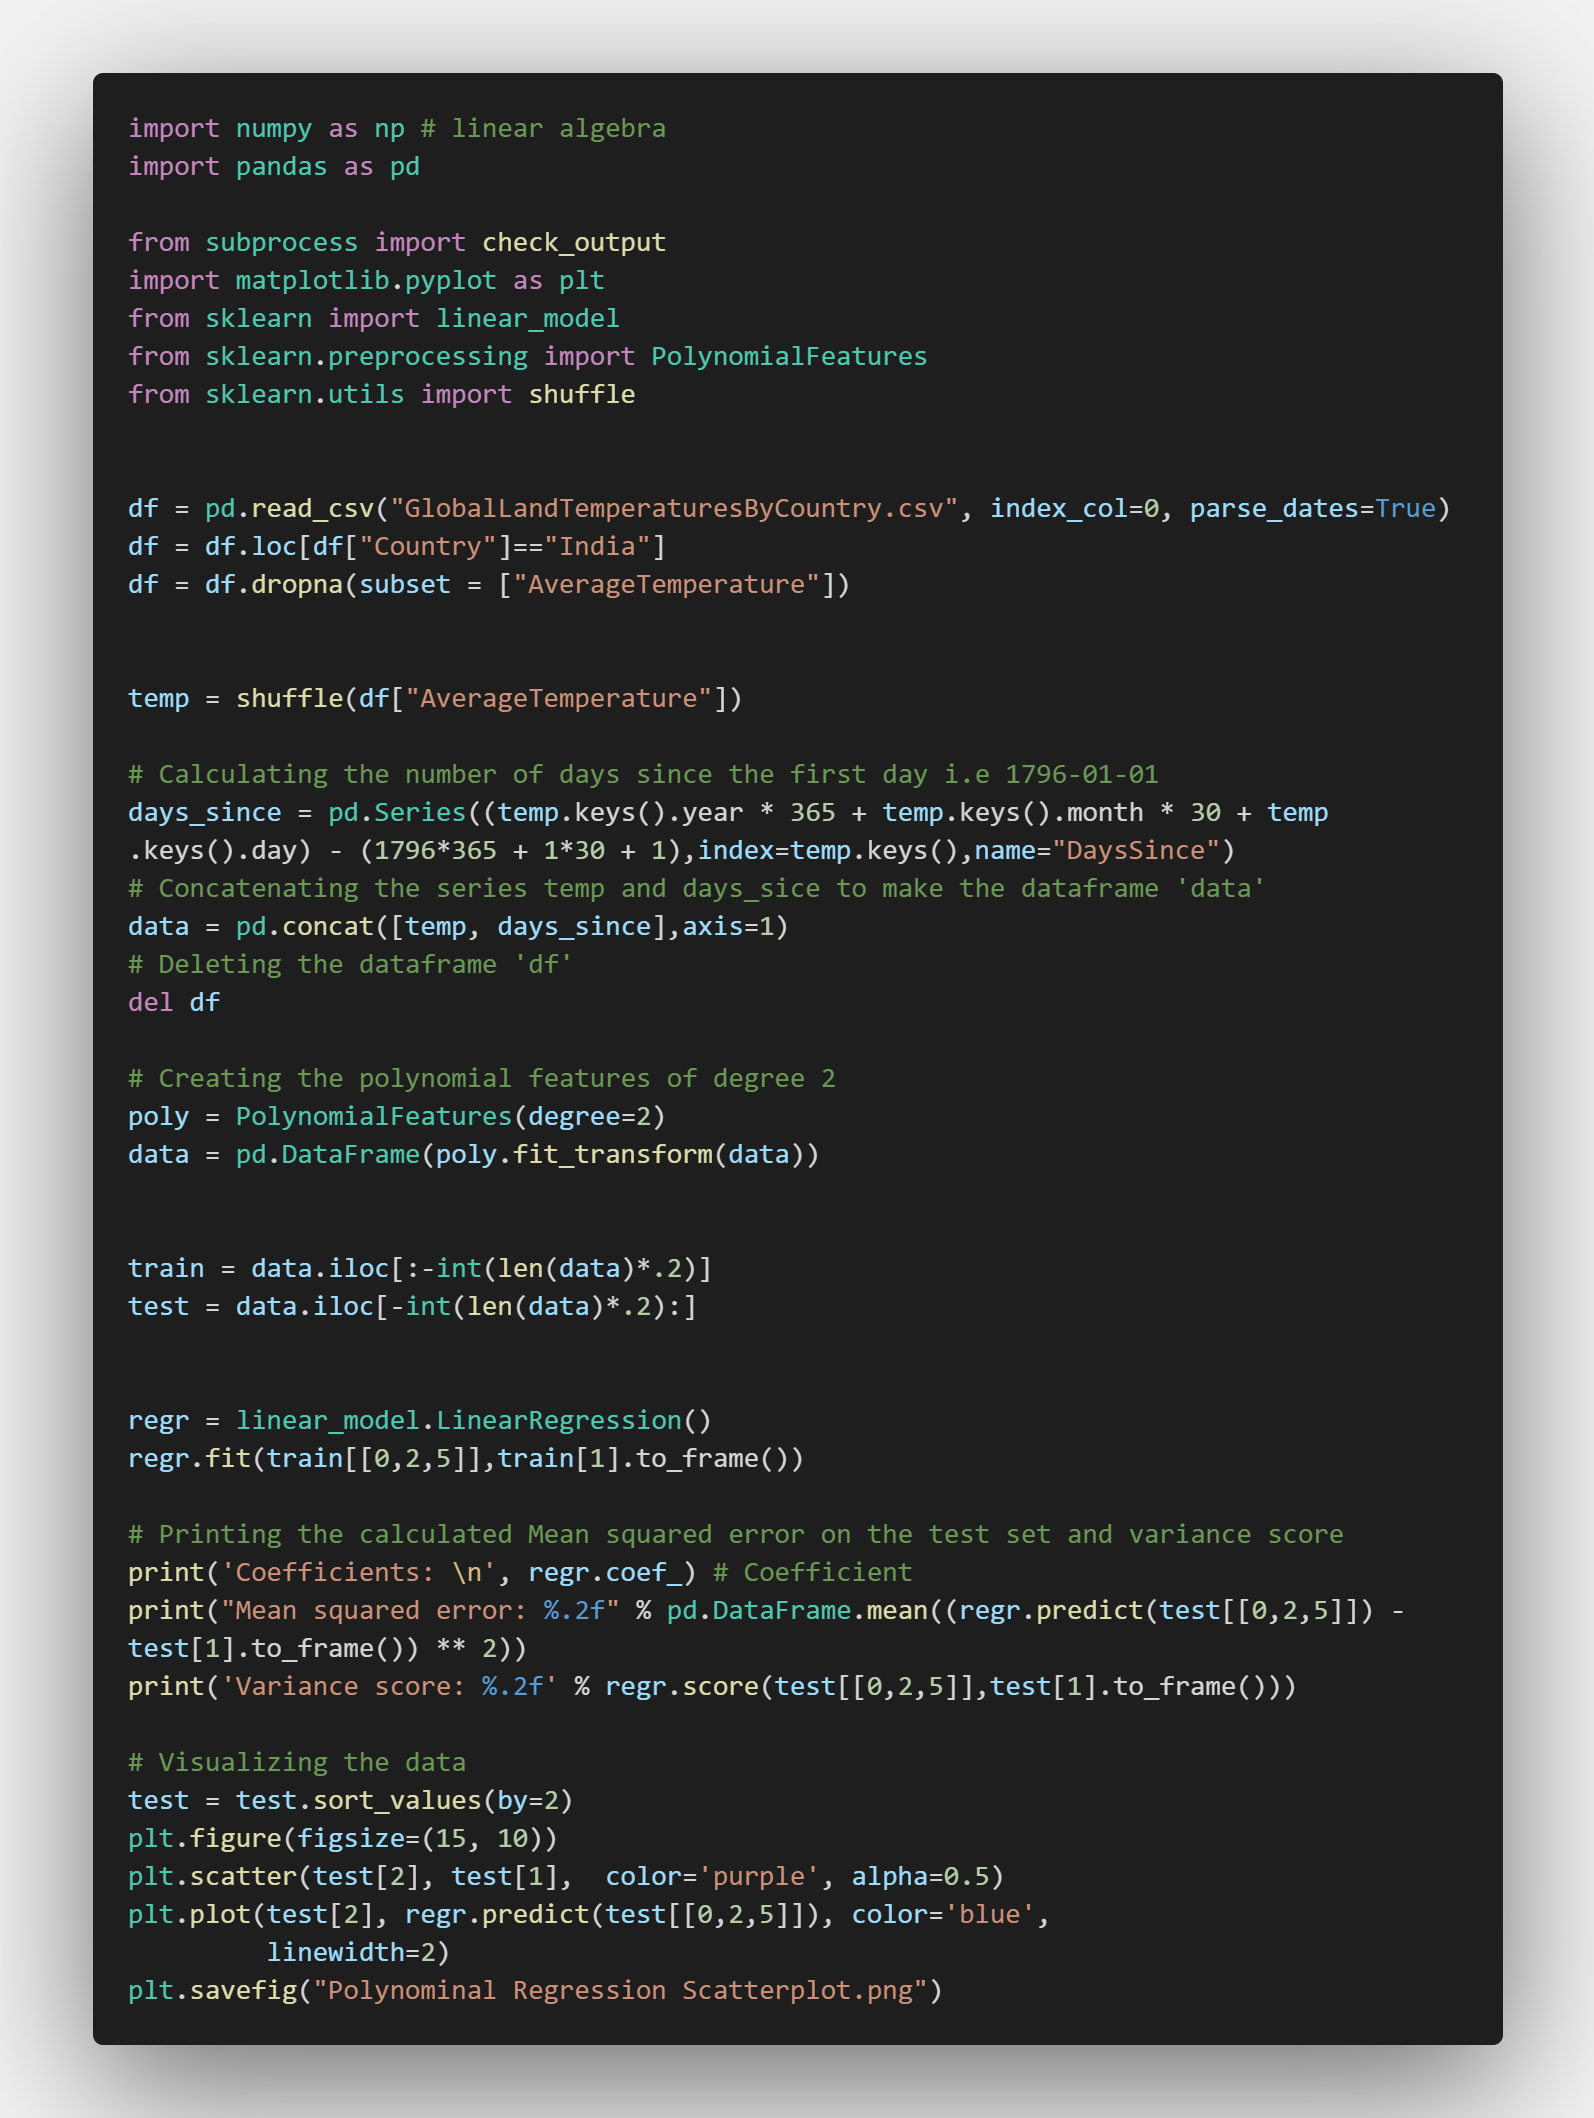 import numpy as np # linear algebra
import pandas as pd
from subprocess import check_output
import matplotlib.pyplot as plt
from sklearn import linear_model
from sklearn.preprocessing import PolynomialFeatures
from sklearn.utils import shuffle
df = pd.read_csv("GlobalLandTemperaturesByCountry.csv", index_col=0, parse_dates=True)
df = df.loc[df["Country"]=="India"]
df = df.dropna(subset = ["AverageTemperature"])
temp = shuffle(df["AverageTemperature"])
# Calculating the number of days since the first day i.e 1796-01-01
days_since = pd.Series((temp.keys().year * 365 + temp.keys().month * 30 + temp
.keys().day) - (1796*365 + 1*30 + 1),index=temp.keys(),name="DaysSince")
# Concatenating the series temp and days_sice to make the dataframe 'data'
data = pd.concat([temp, days_since],axis=1)
# Deleting the dataframe 'df'
del df
# Creating the polynomial features of degree 2
poly = PolynomialFeatures(degree=2)
data = pd.DataFrame(poly.fit_transform(data))
train = data.iloc[:-int(len(data)*.2)]
test = data.iloc[-int(len(data)*.2):]
regr = linear_model.LinearRegression()
regr.fit(train[[0,2,5]],train[1].to_frame())
# Printing the calculated Mean squared error on the test set and variance score
print('Coefficients: \n', regr.coef_) # Coefficient
print("Mean squared error: %.2f" % pd.DataFrame.mean((regr.predict(test[[0,2,5]]) -
test[1].to_frame()) ** 2))
print('Variance score: %.2f' % regr.score(test[[0,2,5]],test[1].to_frame()))
# Visualizing the data
test = test.sort_values(by=2)
plt.figure(figsize=(15, 10))
plt.scatter(test[2], test[1],  color='purple', alpha=0.5)
plt.plot(test[2], regr.predict(test[[0,2,5]]), color='blue',
         linewidth=2)
plt.savefig("Polynominal Regression Scatterplot.png")